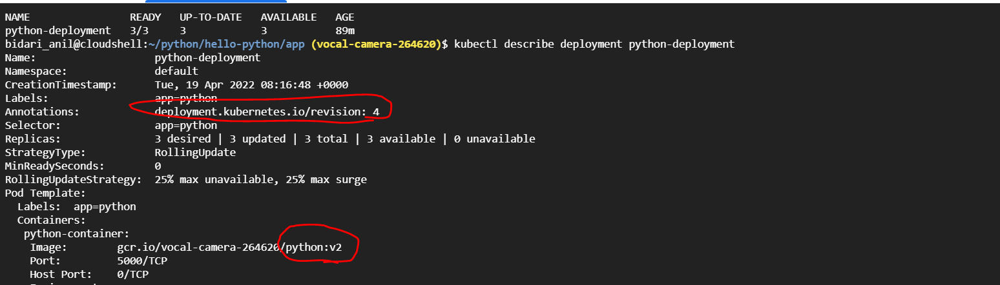 NAME READY UP-TO-DATE AVAILABLE AGE
python-deployment 3/3 3 3 89m
bidari_anil@cloudshell:~/python/hello-python/app (vocal-camera-264620)$ kubectl describe deployment python-deployment
Name: python-deployment
Namespace: default
CreationTimestamp: Tue, 19 Apr 2022 08:16:48 +0000
Labels: app=python
Annotations: deployment.kubernetes.io/revision: 4
Selector: app=python
Replicas: 3 desired | 3 updated | 3 total | 3 available | 0 unavailable
StrategyType: RollingUpdate
MinReadySeconds: 0
RollingUpdateStrategy: 25% max unavailable, 25% max surge
Pod Template:
Labels: app=python
Containers:
python-container:
Image: gcr.io/vocal-camera-264620/python:v2
Port: 5000/TCP
Host Port: 0/TCP